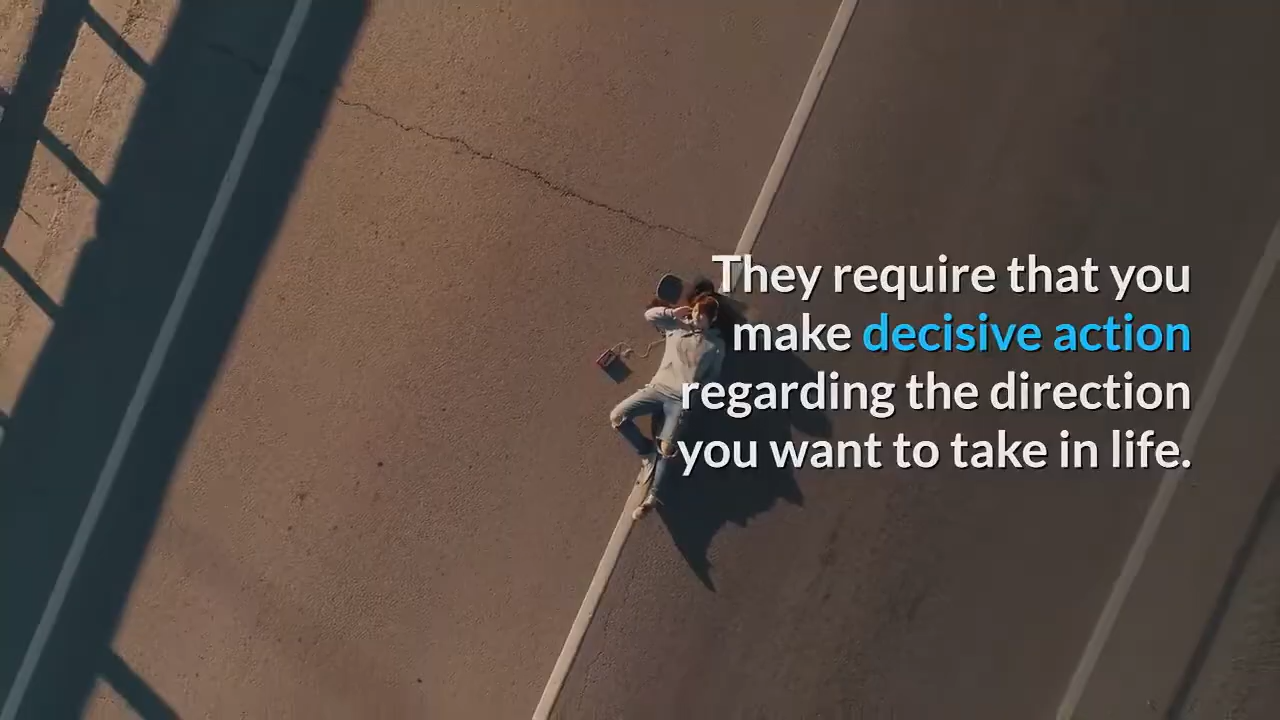 They require that you
make decisive action
regarding the direction
you want to take in life.